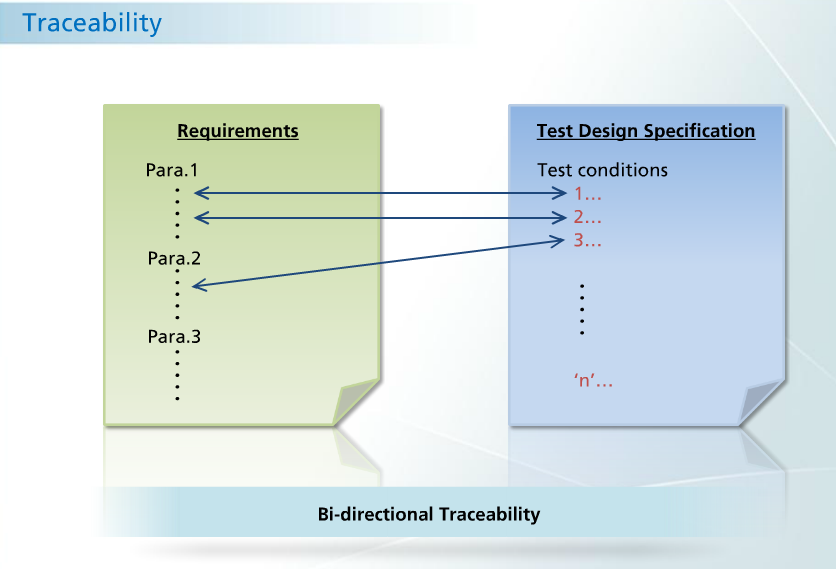 Traceability
Requirements
Para.1
Para.2
Para.3
Test Design Specification
Test conditions
1...
2...
3...
‘n’...
Bi-directional Traceability